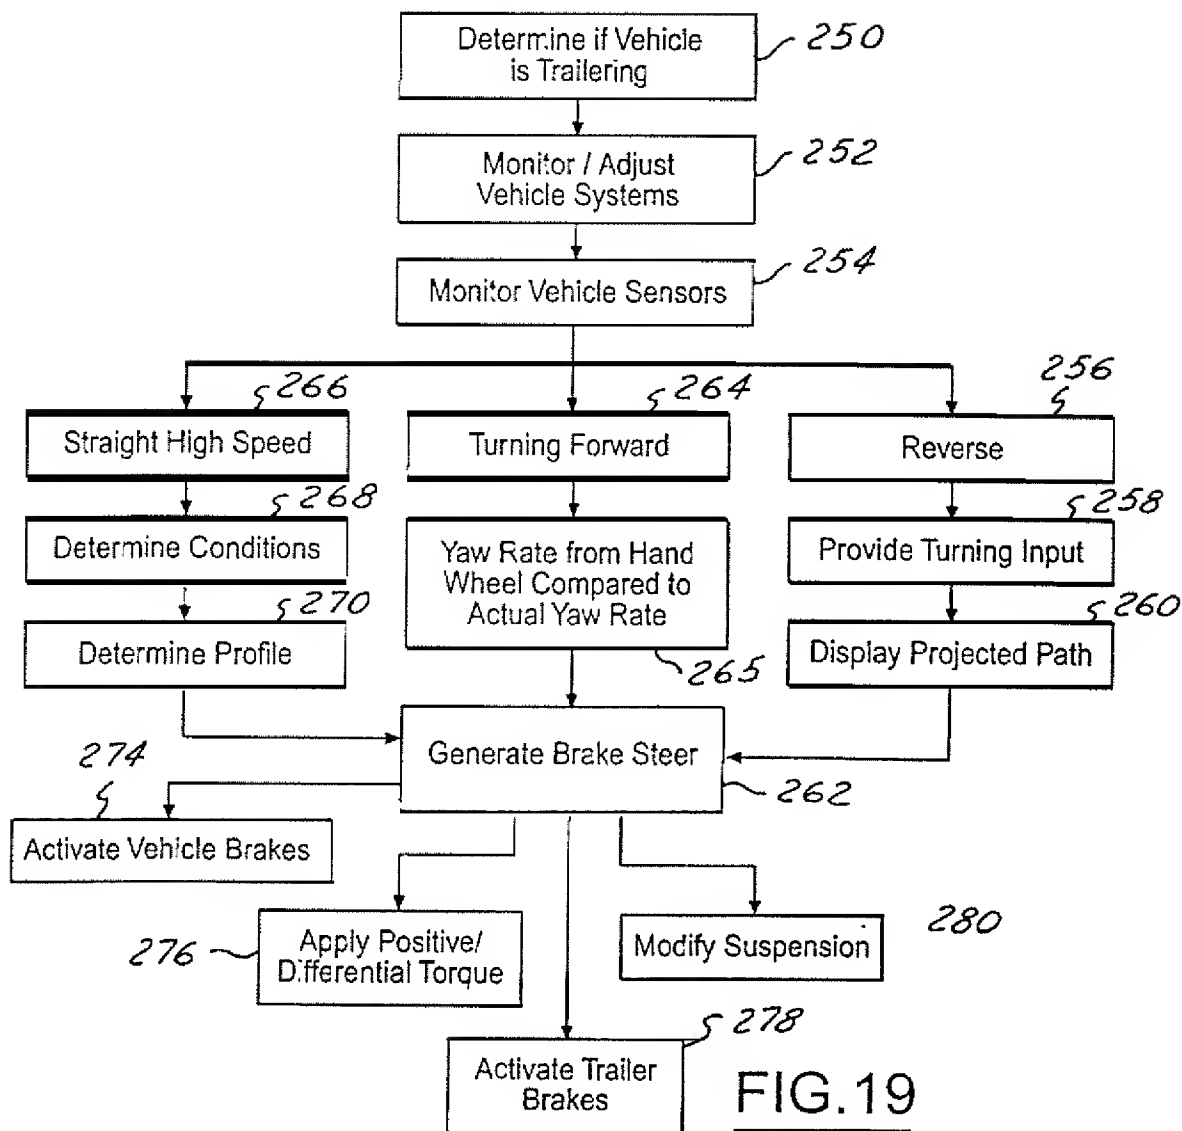 Determine if Vehicle
is Trailering
250
Monitor / Adjust
Vehicle Systems
252
Monitor Vehicle Sensors
254
266
264
256
Straight High Speed
Turning Forward
Reverse
268
258
Determine Conditions
Yaw Rate from Hand
Wheel Compared to
Actual Yaw Rate
Provide Turning Input
270
265
260
Determine Profile
Display Projected Path
Generate Brake Steer
262
274
Activate Vehicle Brakes
276
Apply Positive/
Differential Torque
Modify Suspension
280
278
Activate Trailer
Brakes
FIG.19